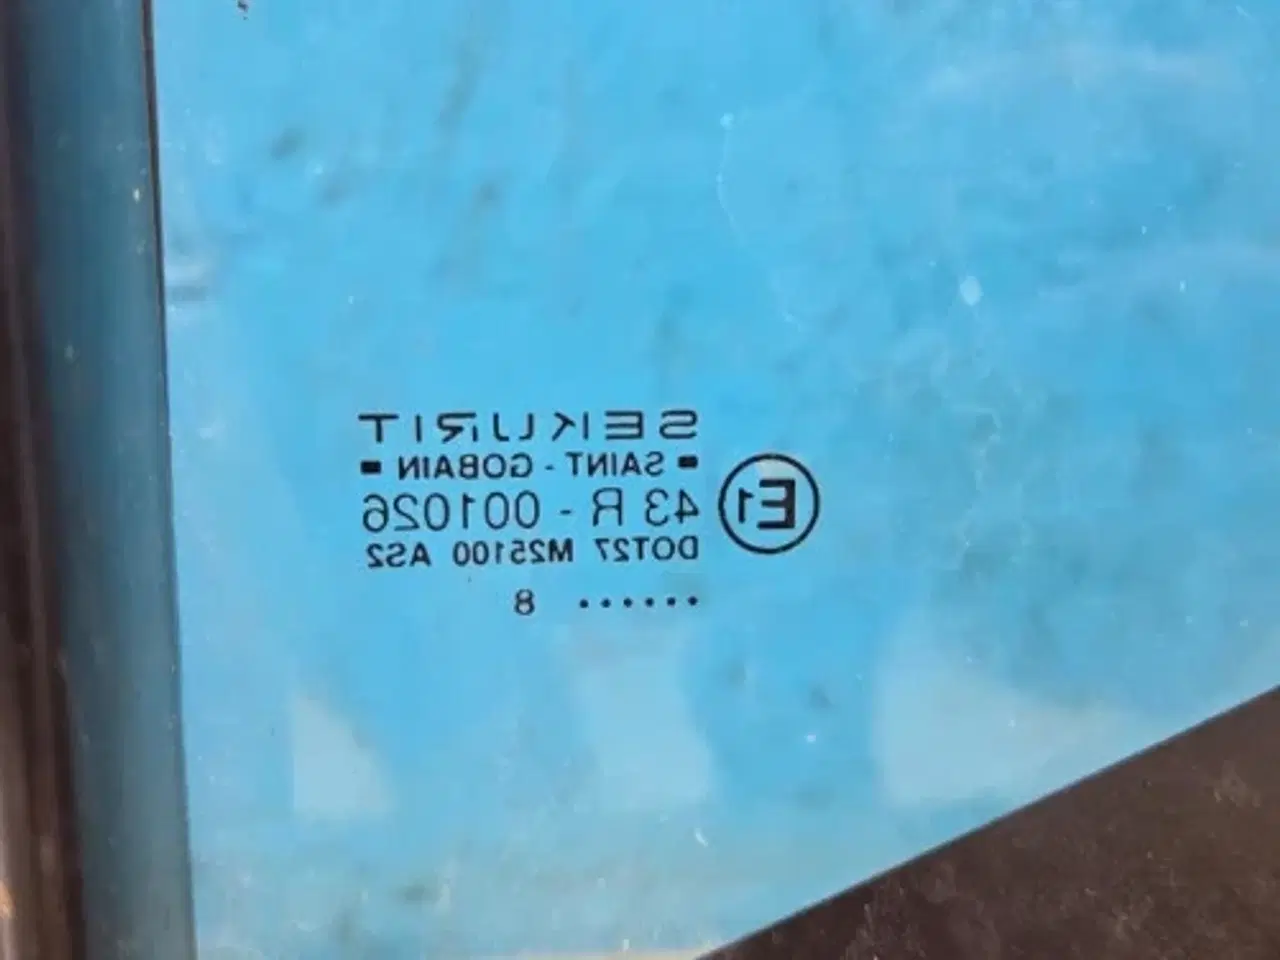 SEKURIT
SAINT - GOBAIN
E1
43 R - 001026
DOT27 M25100 AS2
...... 8